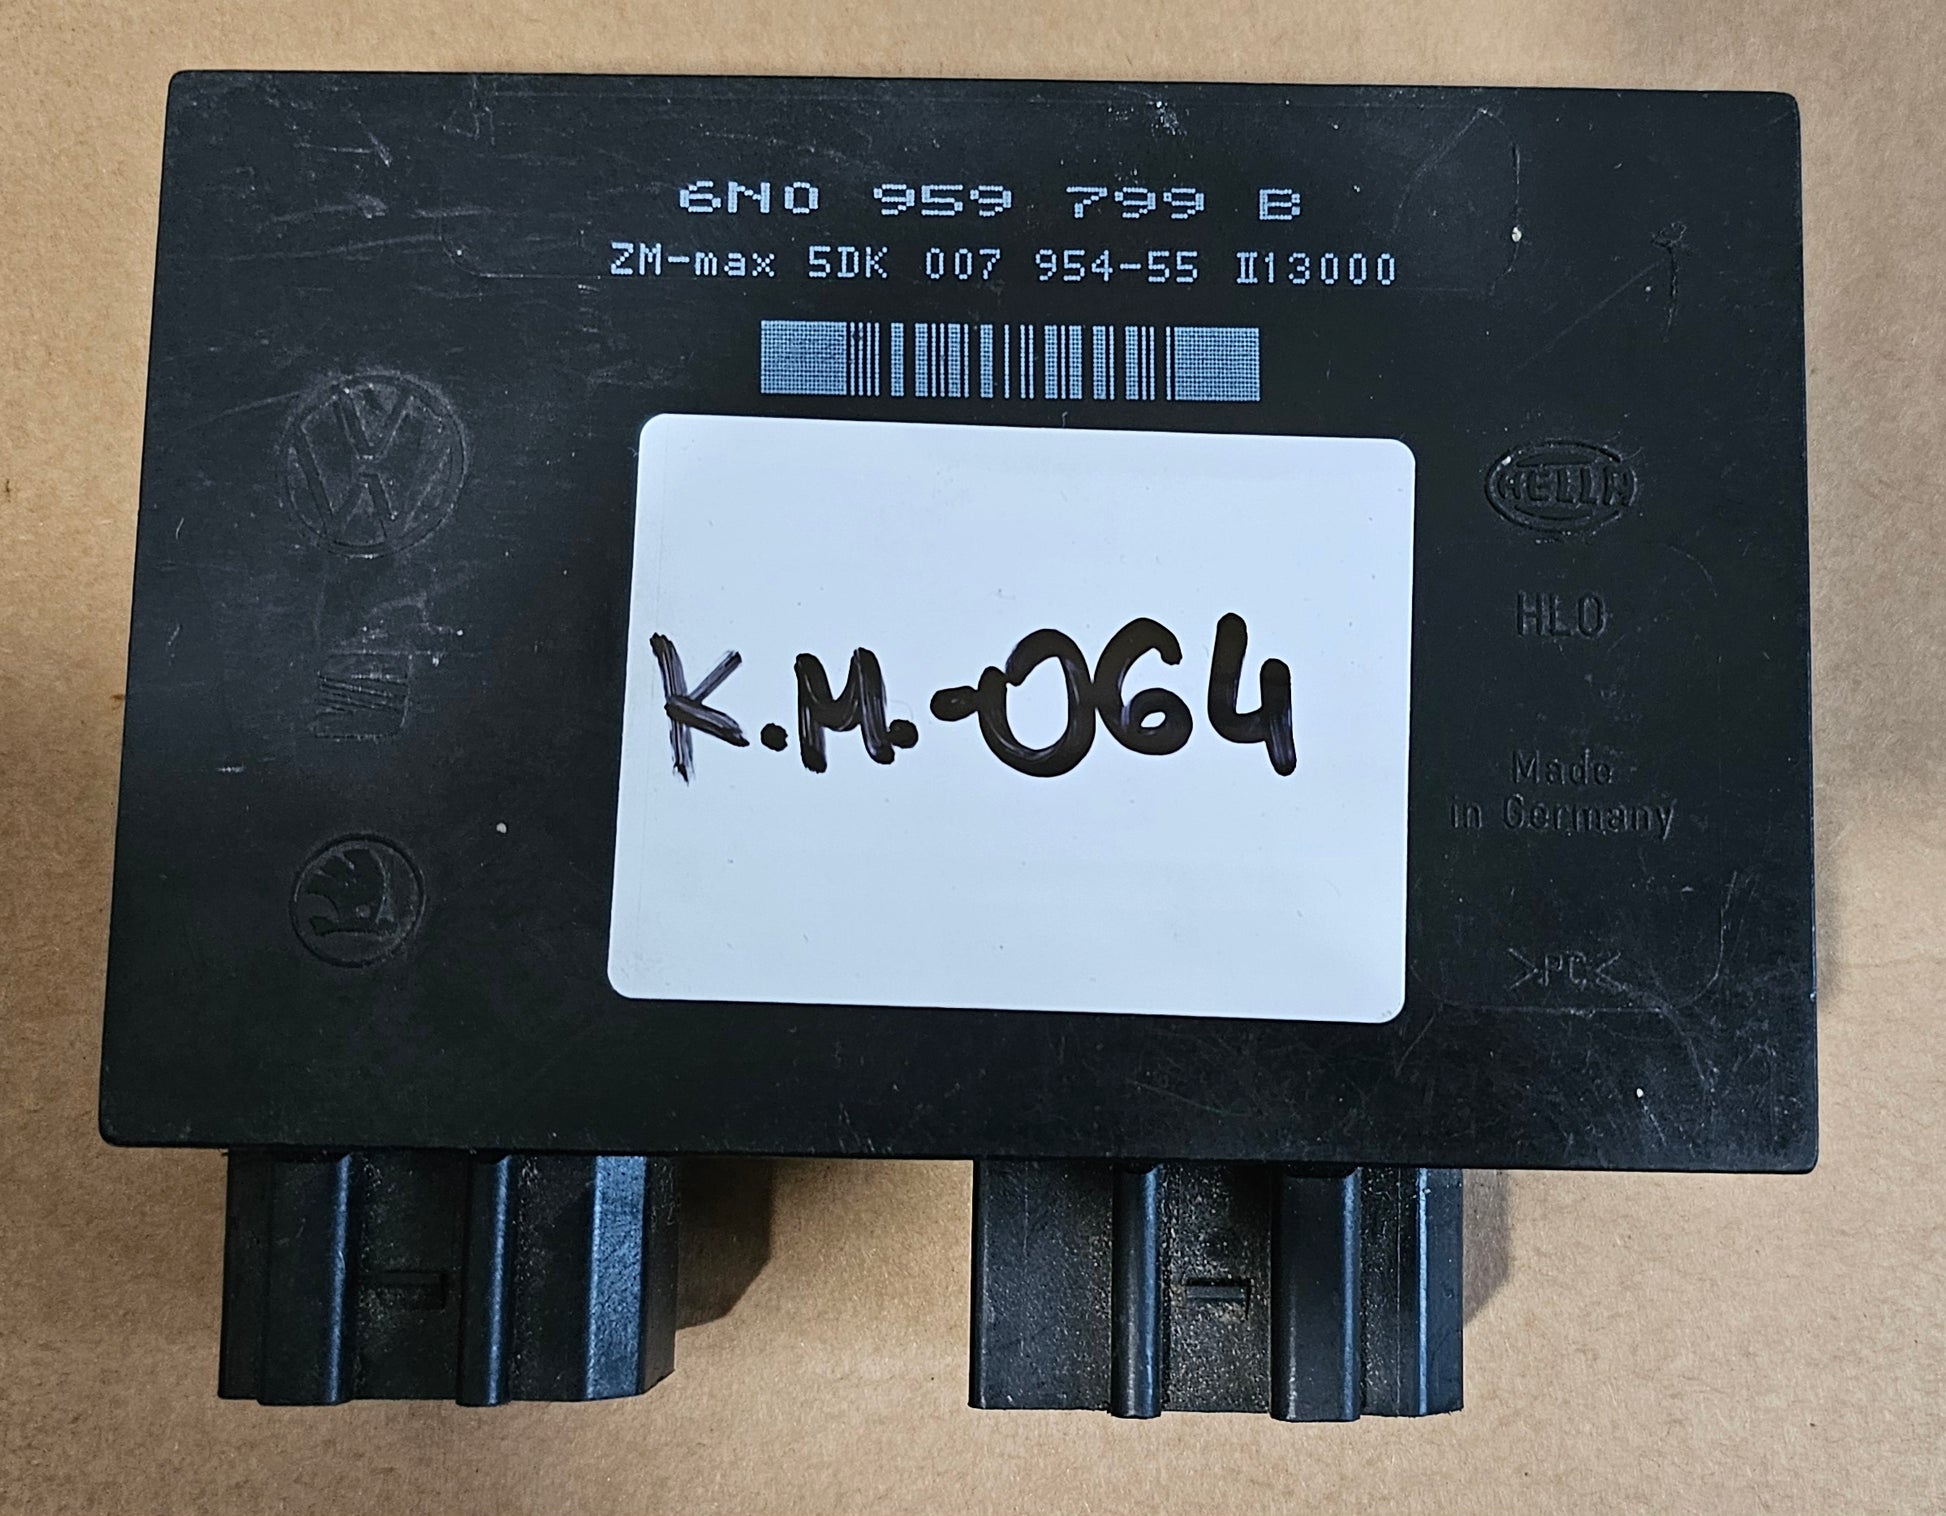 6N0 959 799 B
ZM-max 5DK 007 954-55 II13000
HELLA
HLO
K.M.-064
Made
in Germany
>PC<